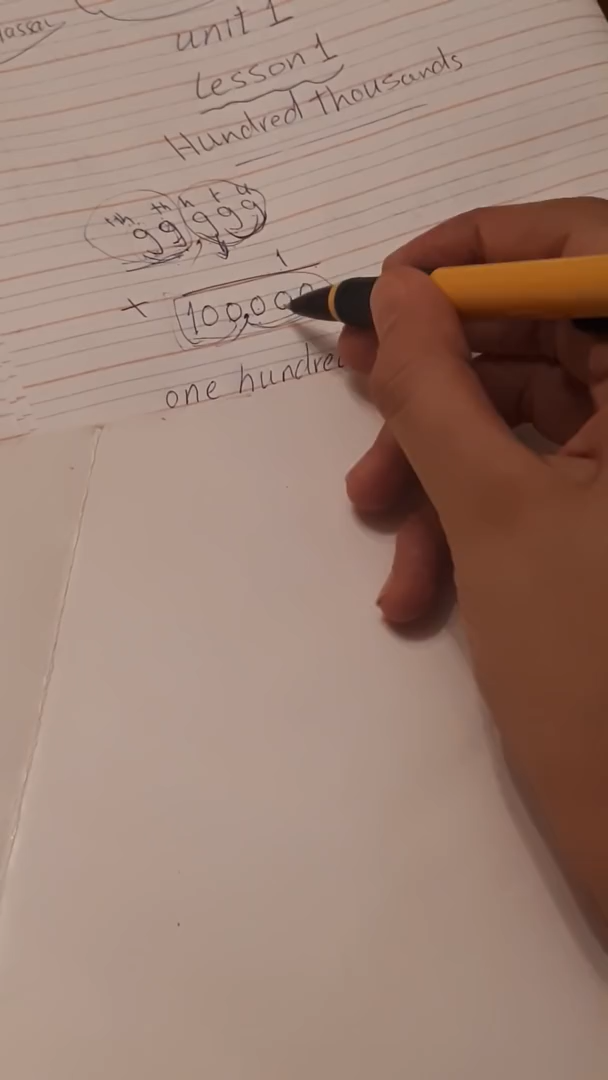 unit 1
Lesson 1
Hundred thousands
th th h t o
99,999
1
+
100,000
one hundred